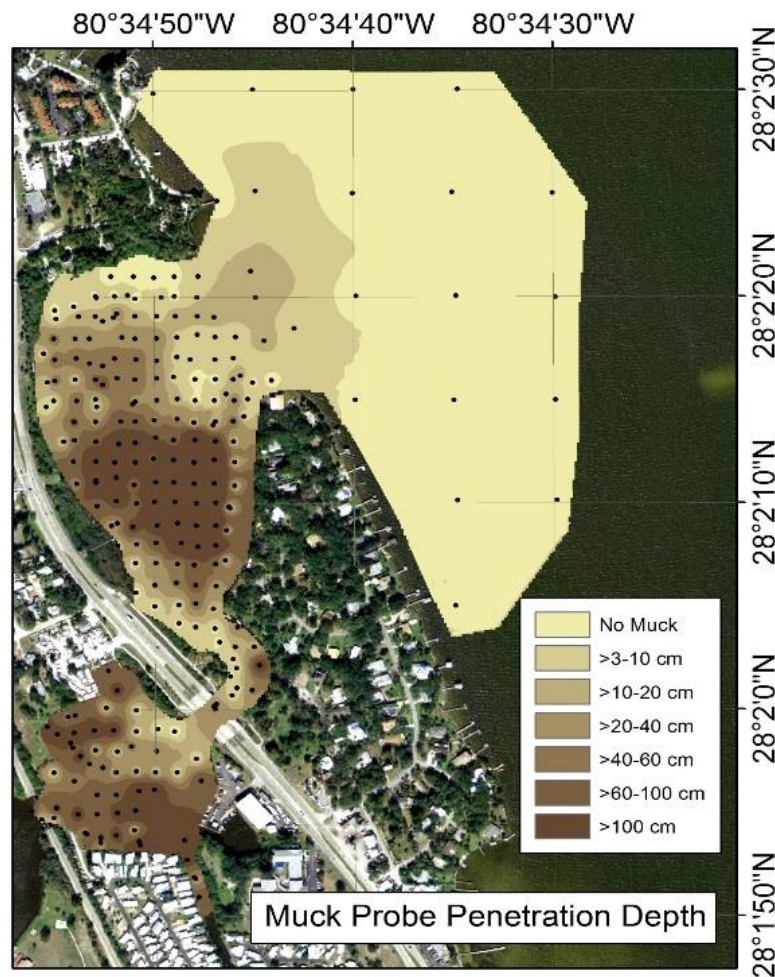 80°34'50"W 80°34'40"W 80°34'30"W
28°2'30"N
28°2'20"N
28°2'10"N
28°2'0"N
28°1'50"N
No Muck
>3-10 cm
>10-20 cm
>20-40 cm
>40-60 cm
>60-100 cm
>100 cm
Muck Probe Penetration Depth